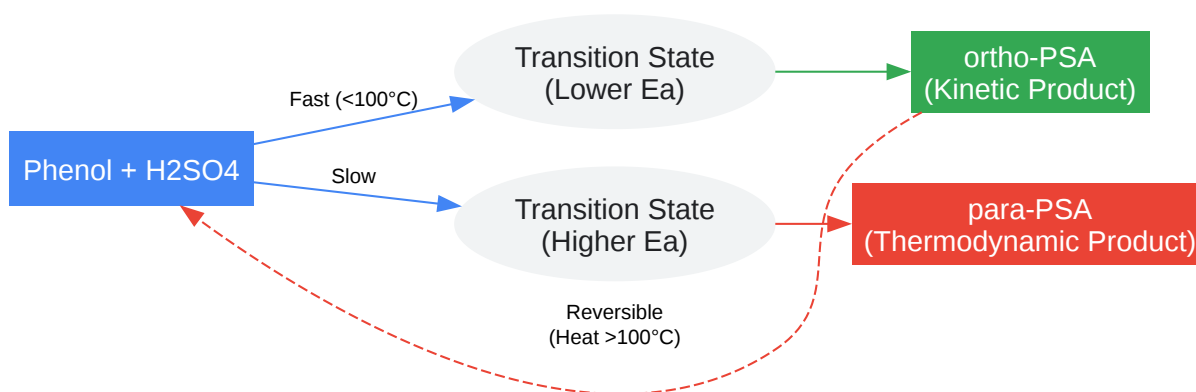 Phenol + H2SO4
Fast (<100°C)
Slow
Transition State
(Lower Ea)
Transition State
(Higher Ea)
ortho-PSA
(Kinetic Product)
para-PSA
(Thermodynamic Product)
Reversible
(Heat >100°C)